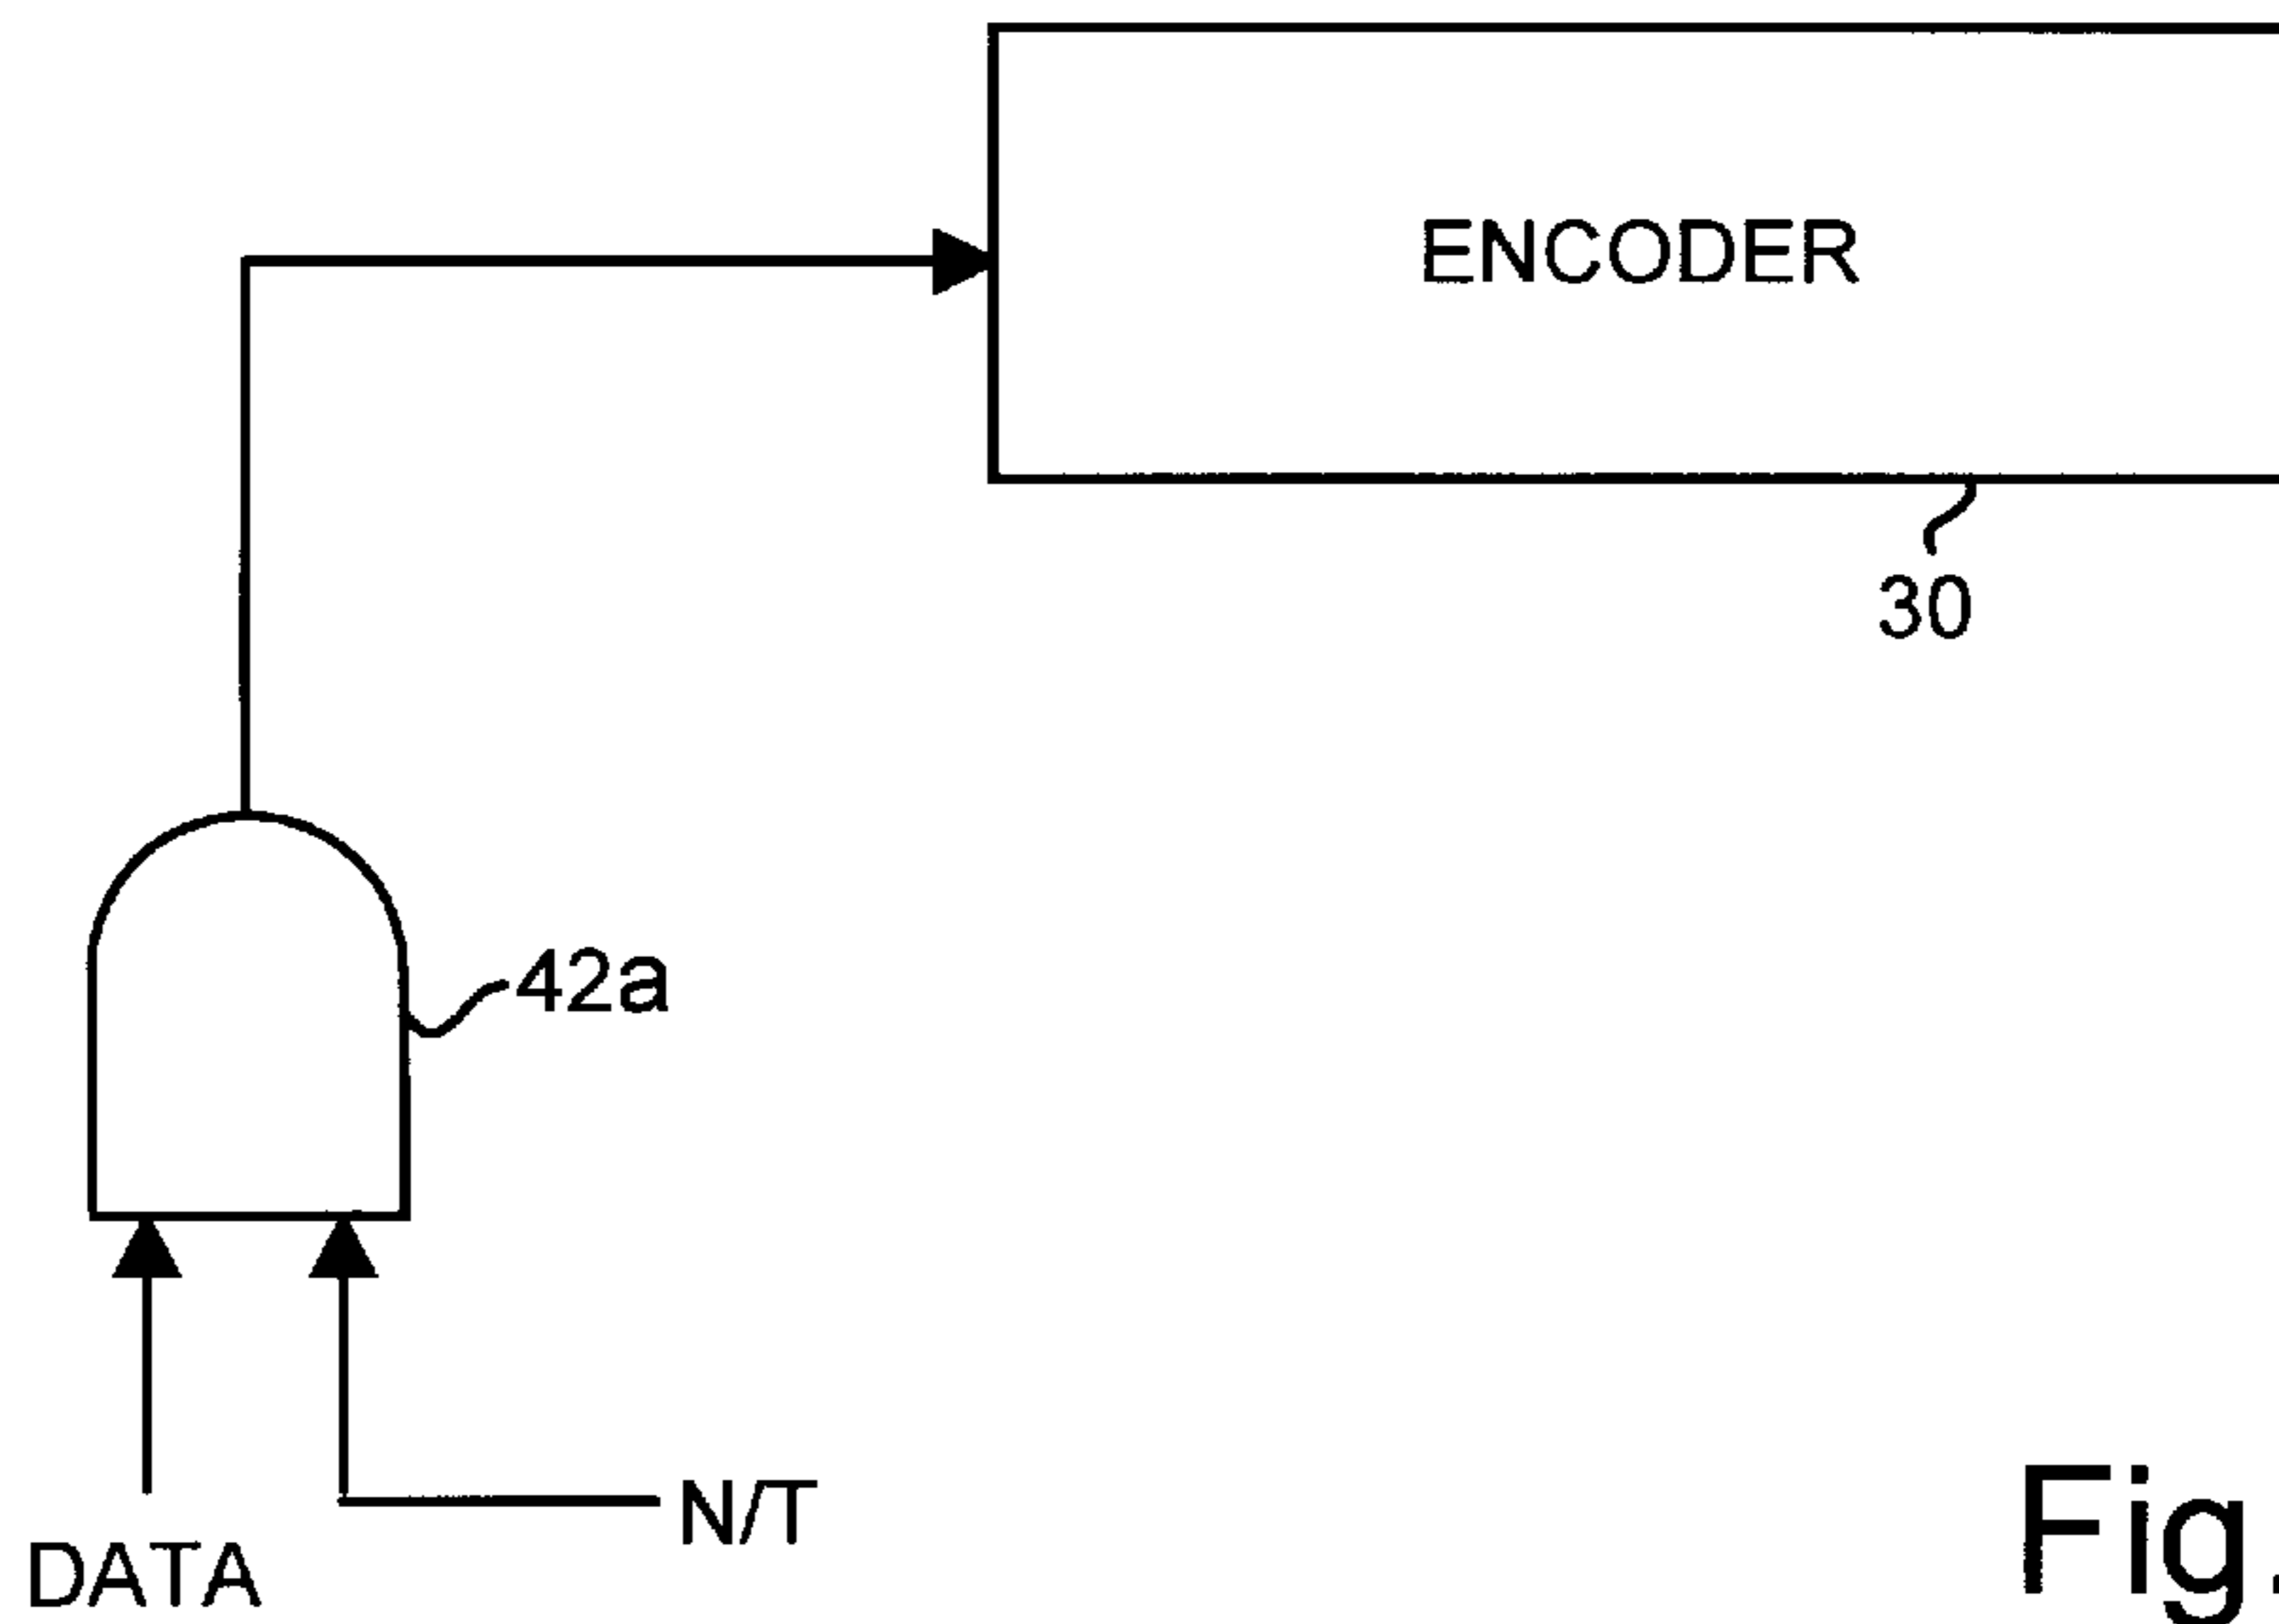 ENCODER
30
42a
N/T
DATA
Fig.